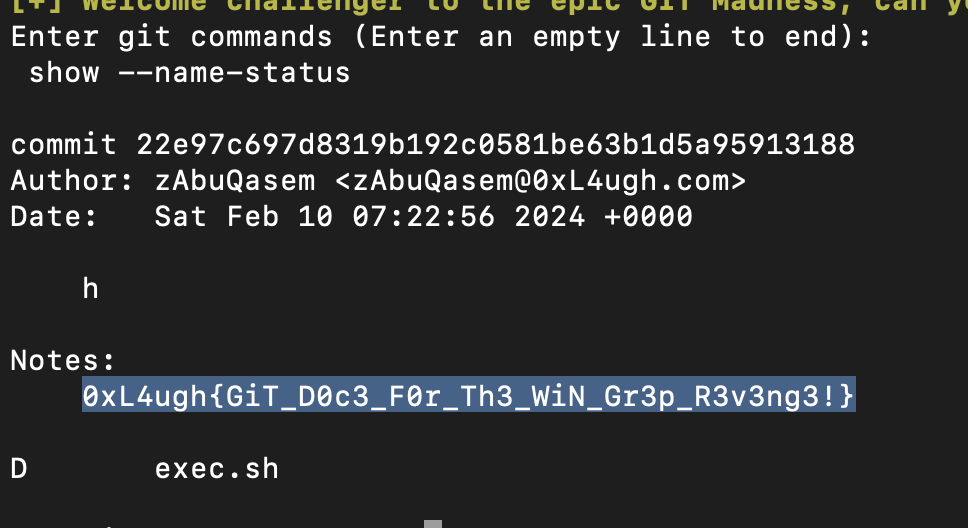 [+] Welcome challenger to the epic GIT Madness, can yo
Enter git commands (Enter an empty line to end):
show --name-status
commit 22e97c697d8319b192c0581be63b1d5a95913188
Author: zAbuQasem <zAbuQasem@0xL4ugh.com>
Date:   Sat Feb 10 07:22:56 2024 +0000
h
Notes:
0xL4ugh{GiT_D0c3_F0r_Th3_WiN_Gr3p_R3v3ng3!}
D       exec.sh